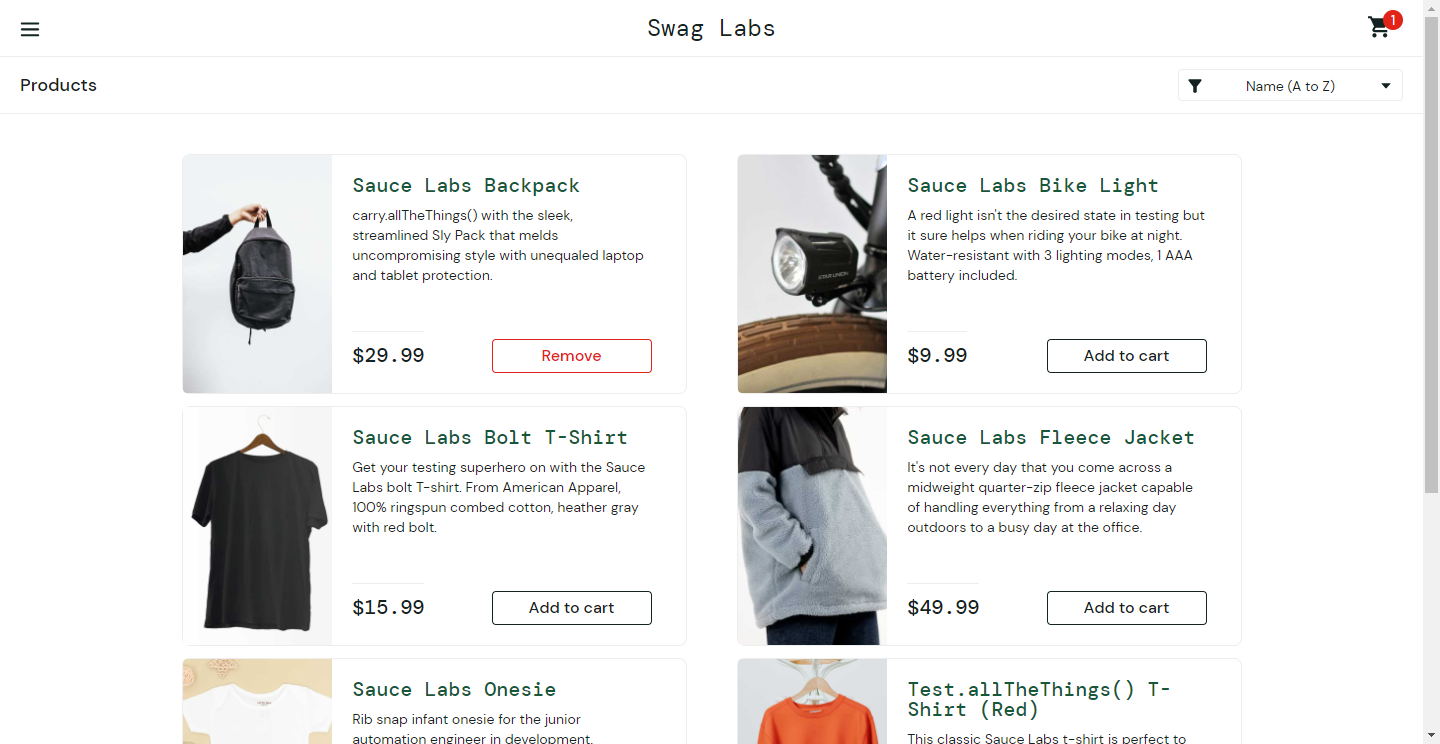 Swag Labs
1
Products
Name (A to Z)
Sauce Labs Backpack
carry.allTheThings() with the sleek,
streamlined Sly Pack that melds
uncompromising style with unequaled laptop
and tablet protection.
$29.99
Remove
Sauce Labs Bike Light
A red light isn't the desired state in testing but
it sure helps when riding your bike at night.
Water-resistant with 3 lighting modes, 1 AAA
battery included.
STAR UNION
$9.99
Add to cart
Sauce Labs Bolt T-Shirt
Get your testing superhero on with the Sauce
Labs bolt T-shirt. From American Apparel,
100% ringspun combed cotton, heather gray
with red bolt.
$15.99
Add to cart
Sauce Labs Fleece Jacket
It's not every day that you come across a
midweight quarter-zip fleece jacket capable
of handling everything from a relaxing day
outdoors to a busy day at the office.
$49.99
Add to cart
Sauce Labs Onesie
Rib snap infant onesie for the junior
automation engineer in development.
Test.allTheThings() T-
Shirt (Red)
This classic Sauce Labs t-shirt is perfect to